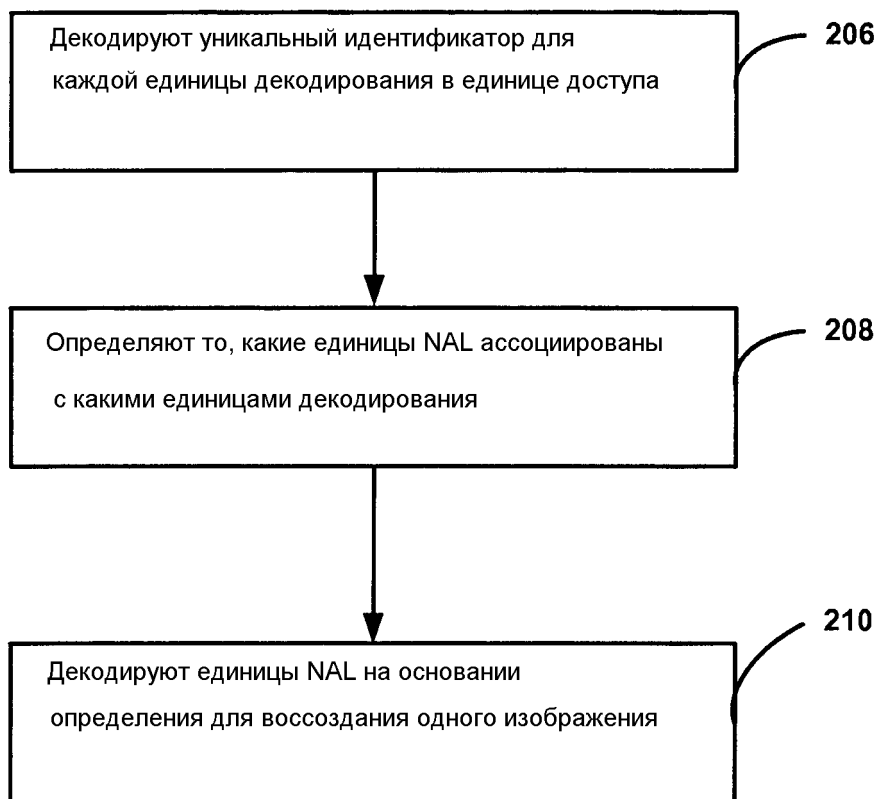 Декодируют уникальный идентификатор для
каждой единицы декодирования в единице доступа
206
Определяют то, какие единицы NAL ассоциированы
с какими единицами декодирования
208
Декодируют единицы NAL на основании
определения для воссоздания одного изображения
210